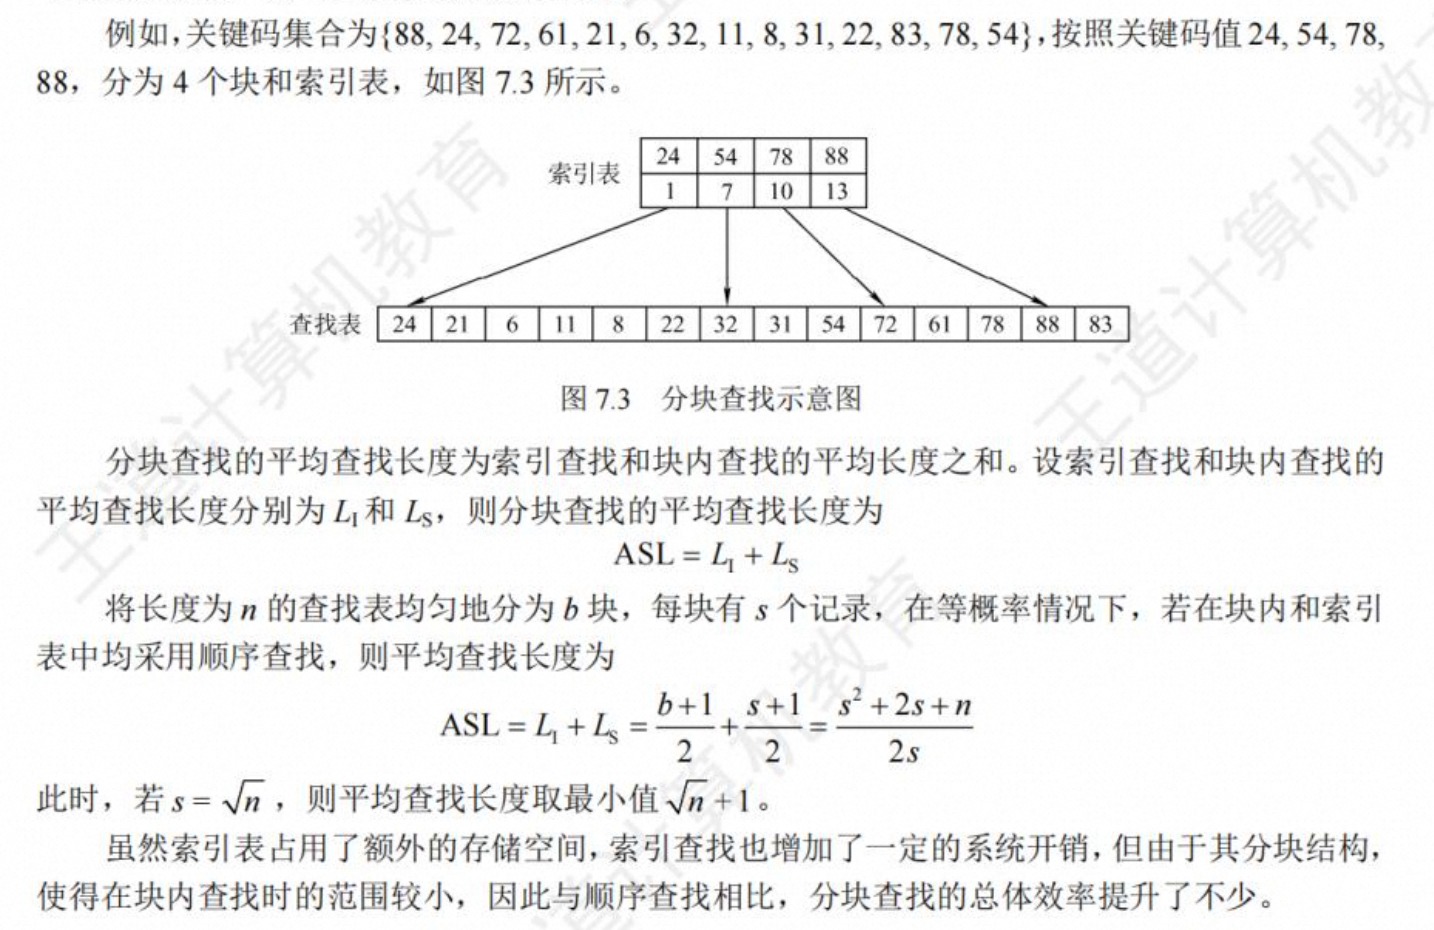 例如，关键码集合为{88, 24, 72, 61, 21, 6, 32, 11, 8, 31, 22, 83, 78, 54}，按照关键码值 24, 54, 78,
88，分为 4 个块和索引表，如图 7.3 所示。
索引表
24 54 78 88
1 7 10 13
查找表 24 21 6 11 8 22 32 31 54 72 61 78 88 83
图 7.3 分块查找示意图
分块查找的平均查找长度为索引查找和块内查找的平均长度之和。设索引查找和块内查找的
平均查找长度分别为 L_I 和 L_S，则分块查找的平均查找长度为
ASL = L_I + L_S
将长度为 n 的查找表均匀地分为 b 块，每块有 s 个记录，在等概率情况下，若在块内和索引
表中均采用顺序查找，则平均查找长度为
ASL = L_I + L_S = (b+1)/2 + (s+1)/2 = (s² + 2s + n)/2s
此时，若 s = √n，则平均查找长度取最小值 √n + 1。
虽然索引表占用了额外的存储空间，索引查找也增加了一定的系统开销，但由于其分块结构，
使得在块内查找时的范围较小，因此与顺序查找相比，分块查找的总体效率提升了不少。
王道计算机教育
王道计算机教育
道计算机教育